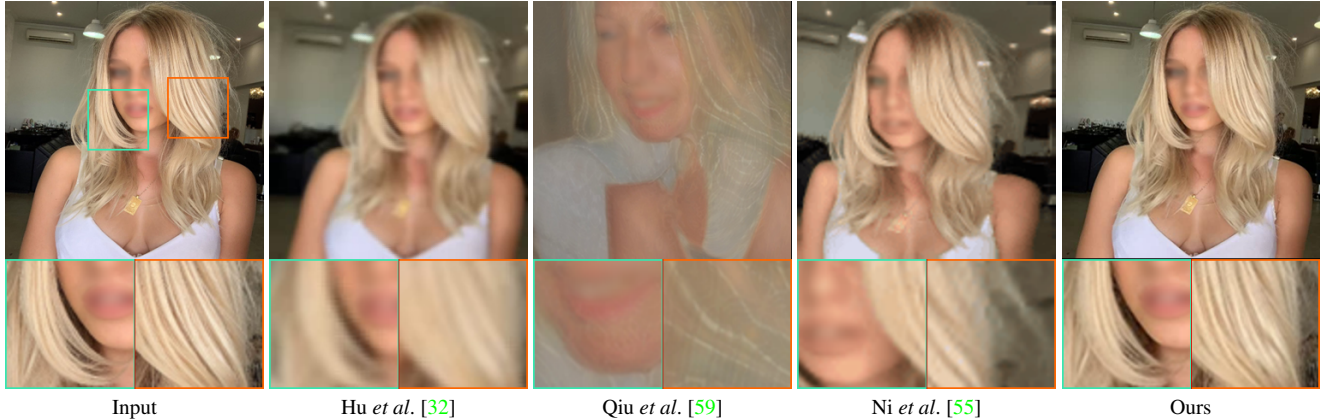 Input
Hu et al. [32]
Qiu et al. [59]
Ni et al. [55]
Ours